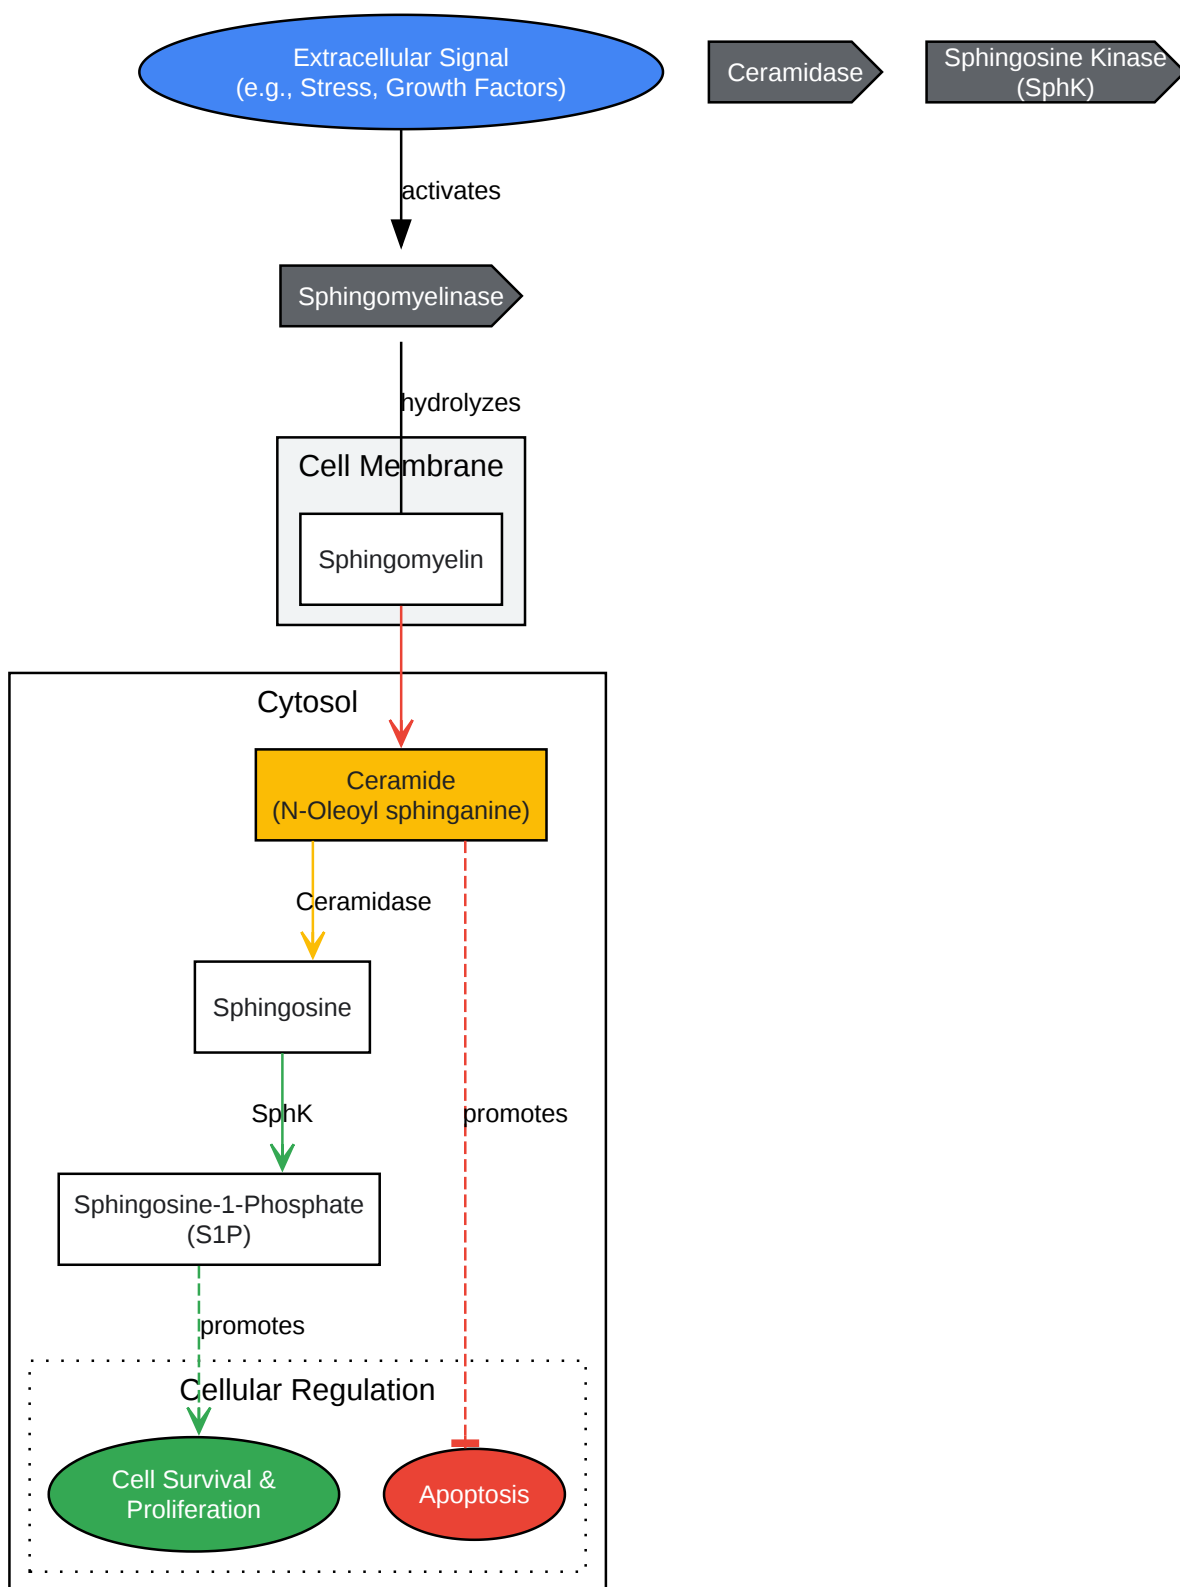 Extracellular Signal
(e.g., Stress, Growth Factors)
Ceramidase
Sphingosine Kinase
(SphK)
activates
Sphingomyelinase
hydrolyzes
Cell Membrane
Sphingomyelin
Cytosol
Ceramide
(N-Oleoyl sphinganine)
Ceramidase
Sphingosine
SphK
promotes
Sphingosine-1-Phosphate
(S1P)
promotes
Cellular Regulation
Cell Survival &
Proliferation
Apoptosis